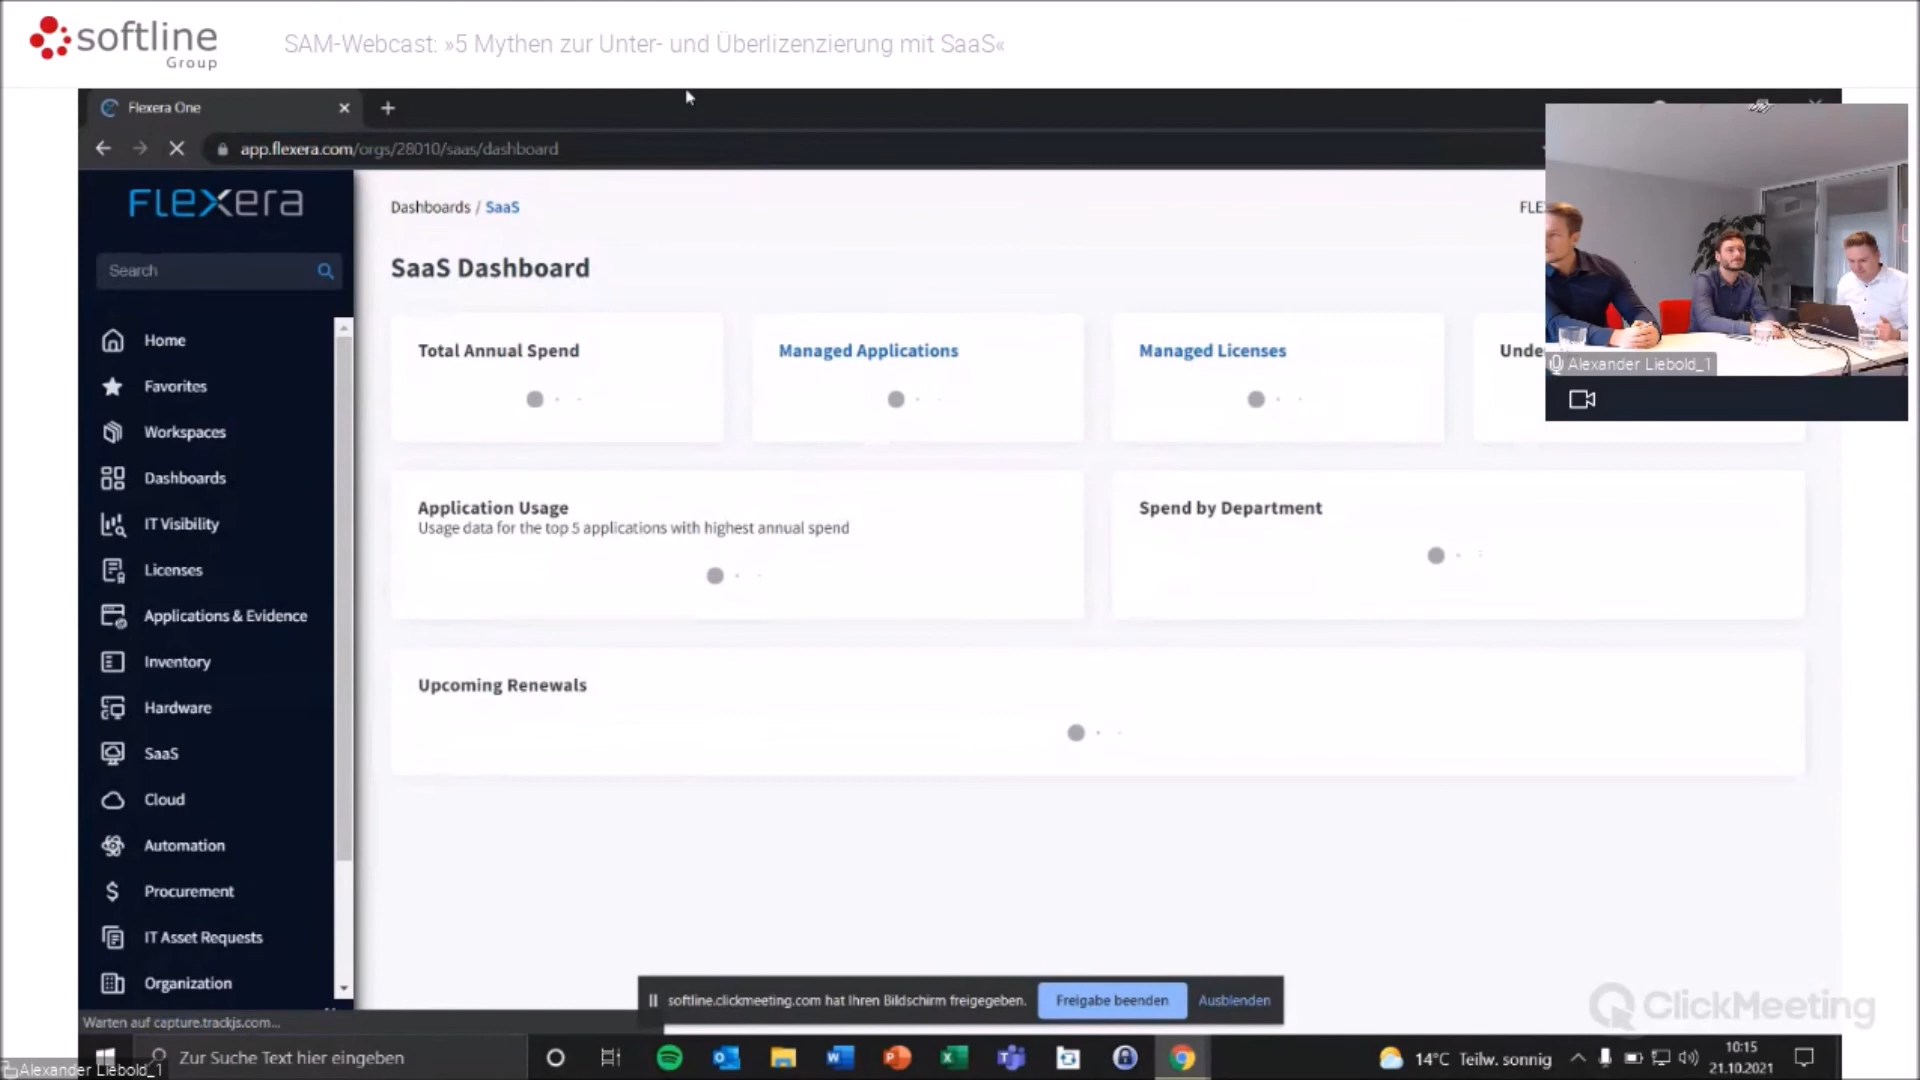 softline
Group
SAM-Webcast: »5 Mythen zur Unter- und Überlizenzierung mit SaaS«
Flexera One
app.flexera.com/orgs/28010/saas/dashboard
FLEXERA
Search
Home
Favorites
Workspaces
Dashboards
IT Visibility
Licenses
Applications & Evidence
Inventory
Hardware
SaaS
Cloud
Automation
Procurement
IT Asset Requests
Organization
Dashboards / SaaS
SaaS Dashboard
Total Annual Spend
Managed Applications
Managed Licenses
Application Usage
Usage data for the top 5 applications with highest annual spend
Spend by Department
Upcoming Renewals
Alexander Liebold_1
softline.clickmeeting.com hat Ihren Bildschirm freigegeben.
Freigabe beenden
Ausblenden
ClickMeeting
Warten auf capture.trackjs.com...
Zur Suche Text hier eingeben
14°C Teilw. sonnig
10:15
21.10.2021
Alexander Liebold_1